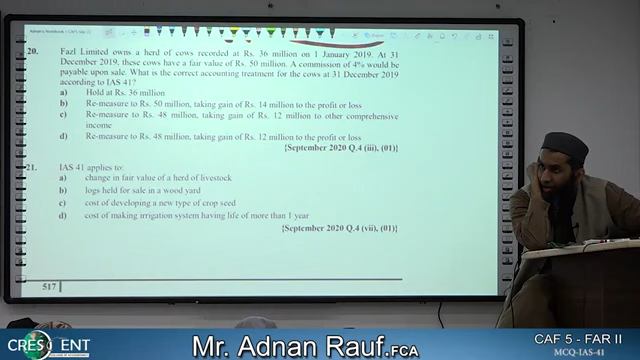 20. Fazl Limited owns a herd of cows recorded at Rs. 36 million on 1 January 2019. At 31
December 2019, these cows have a fair value of Rs. 50 million. A commission of 4% would be
payable upon sale. What is the correct accounting treatment for the cows at 31 December 2019
according to IAS 41?
a) Hold at Rs. 36 million
b) Re-measure to Rs. 50 million, taking gain of Rs. 14 million to the profit or loss
c) Re-measure to Rs. 48 million, taking gain of Rs. 12 million to other comprehensive
income
d) Re-measure to Rs. 48 million, taking gain of Rs. 12 million to the profit or loss
{September 2020 Q.4 (iii), (01)}
21. IAS 41 applies to:
a) change in fair value of a herd of livestock
b) logs held for sale in a wood yard
c) cost of developing a new type of crop seed
d) cost of making irrigation system having life of more than 1 year
{September 2020 Q.4 (vii), (01)}
517
CRESCENT
Mr. Adnan Rauf.FCA
CAF 5 - FAR II
MCQ-IAS-41